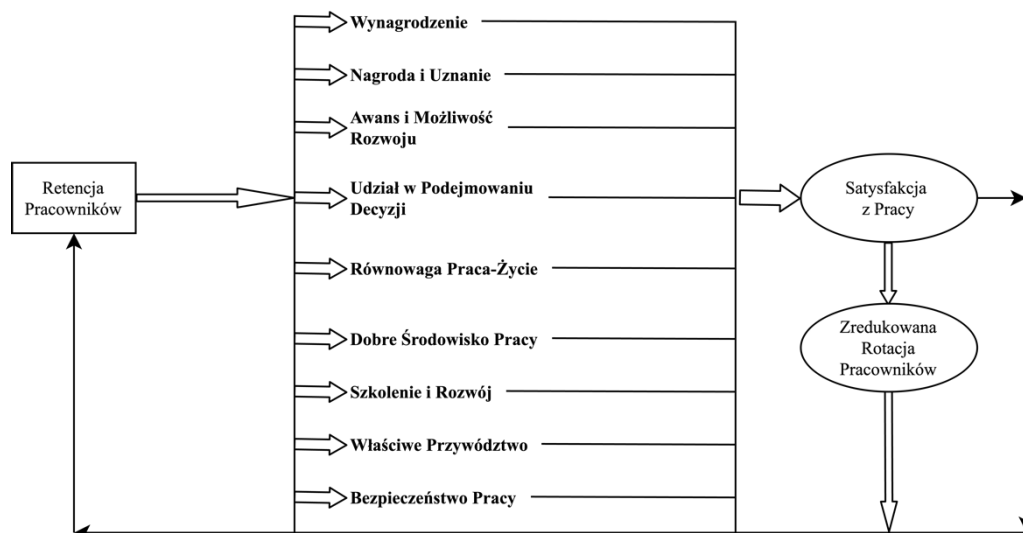 Wynagrodzenie
Nagroda i Uznanie
Awans i Możliwość
Rozwoju
Retencja
Pracowników
Udział w Podejmowaniu
Decyzji
Satysfakcja
z Pracy
Równowaga Praca-Życie
Dobre Środowisko Pracy
Zredukowana
Rotacja
Pracowników
Szkolenie i Rozwój
Właściwe Przywództwo
Bezpieczeństwo Pracy